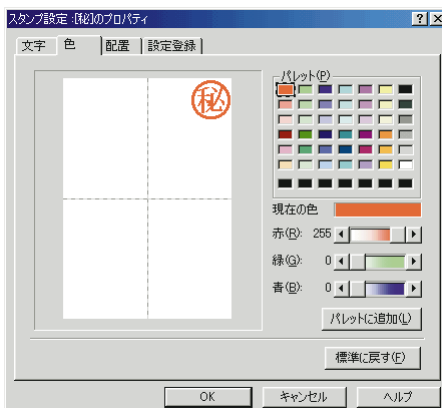 スタンプ設定:[秘]のプロパティ
文字 色 配置 設定登録
秘
パレット(P)
現在の色
赤(R): 255
緑(G): 0
青(B): 0
パレットに追加(L)
標準に戻す(F)
OK キャンセル ヘルプ